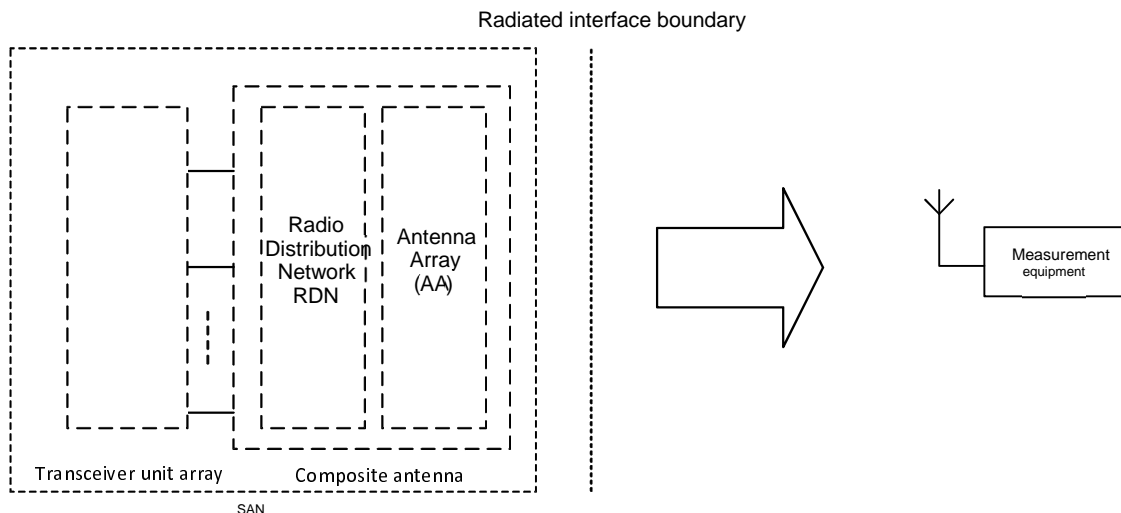 Radiated interface boundary
Radio
Distribution
Network
RDN
Antenna
Array
(AA)
Measurement
equipment
Transceiver unit array
Composite antenna
SAN